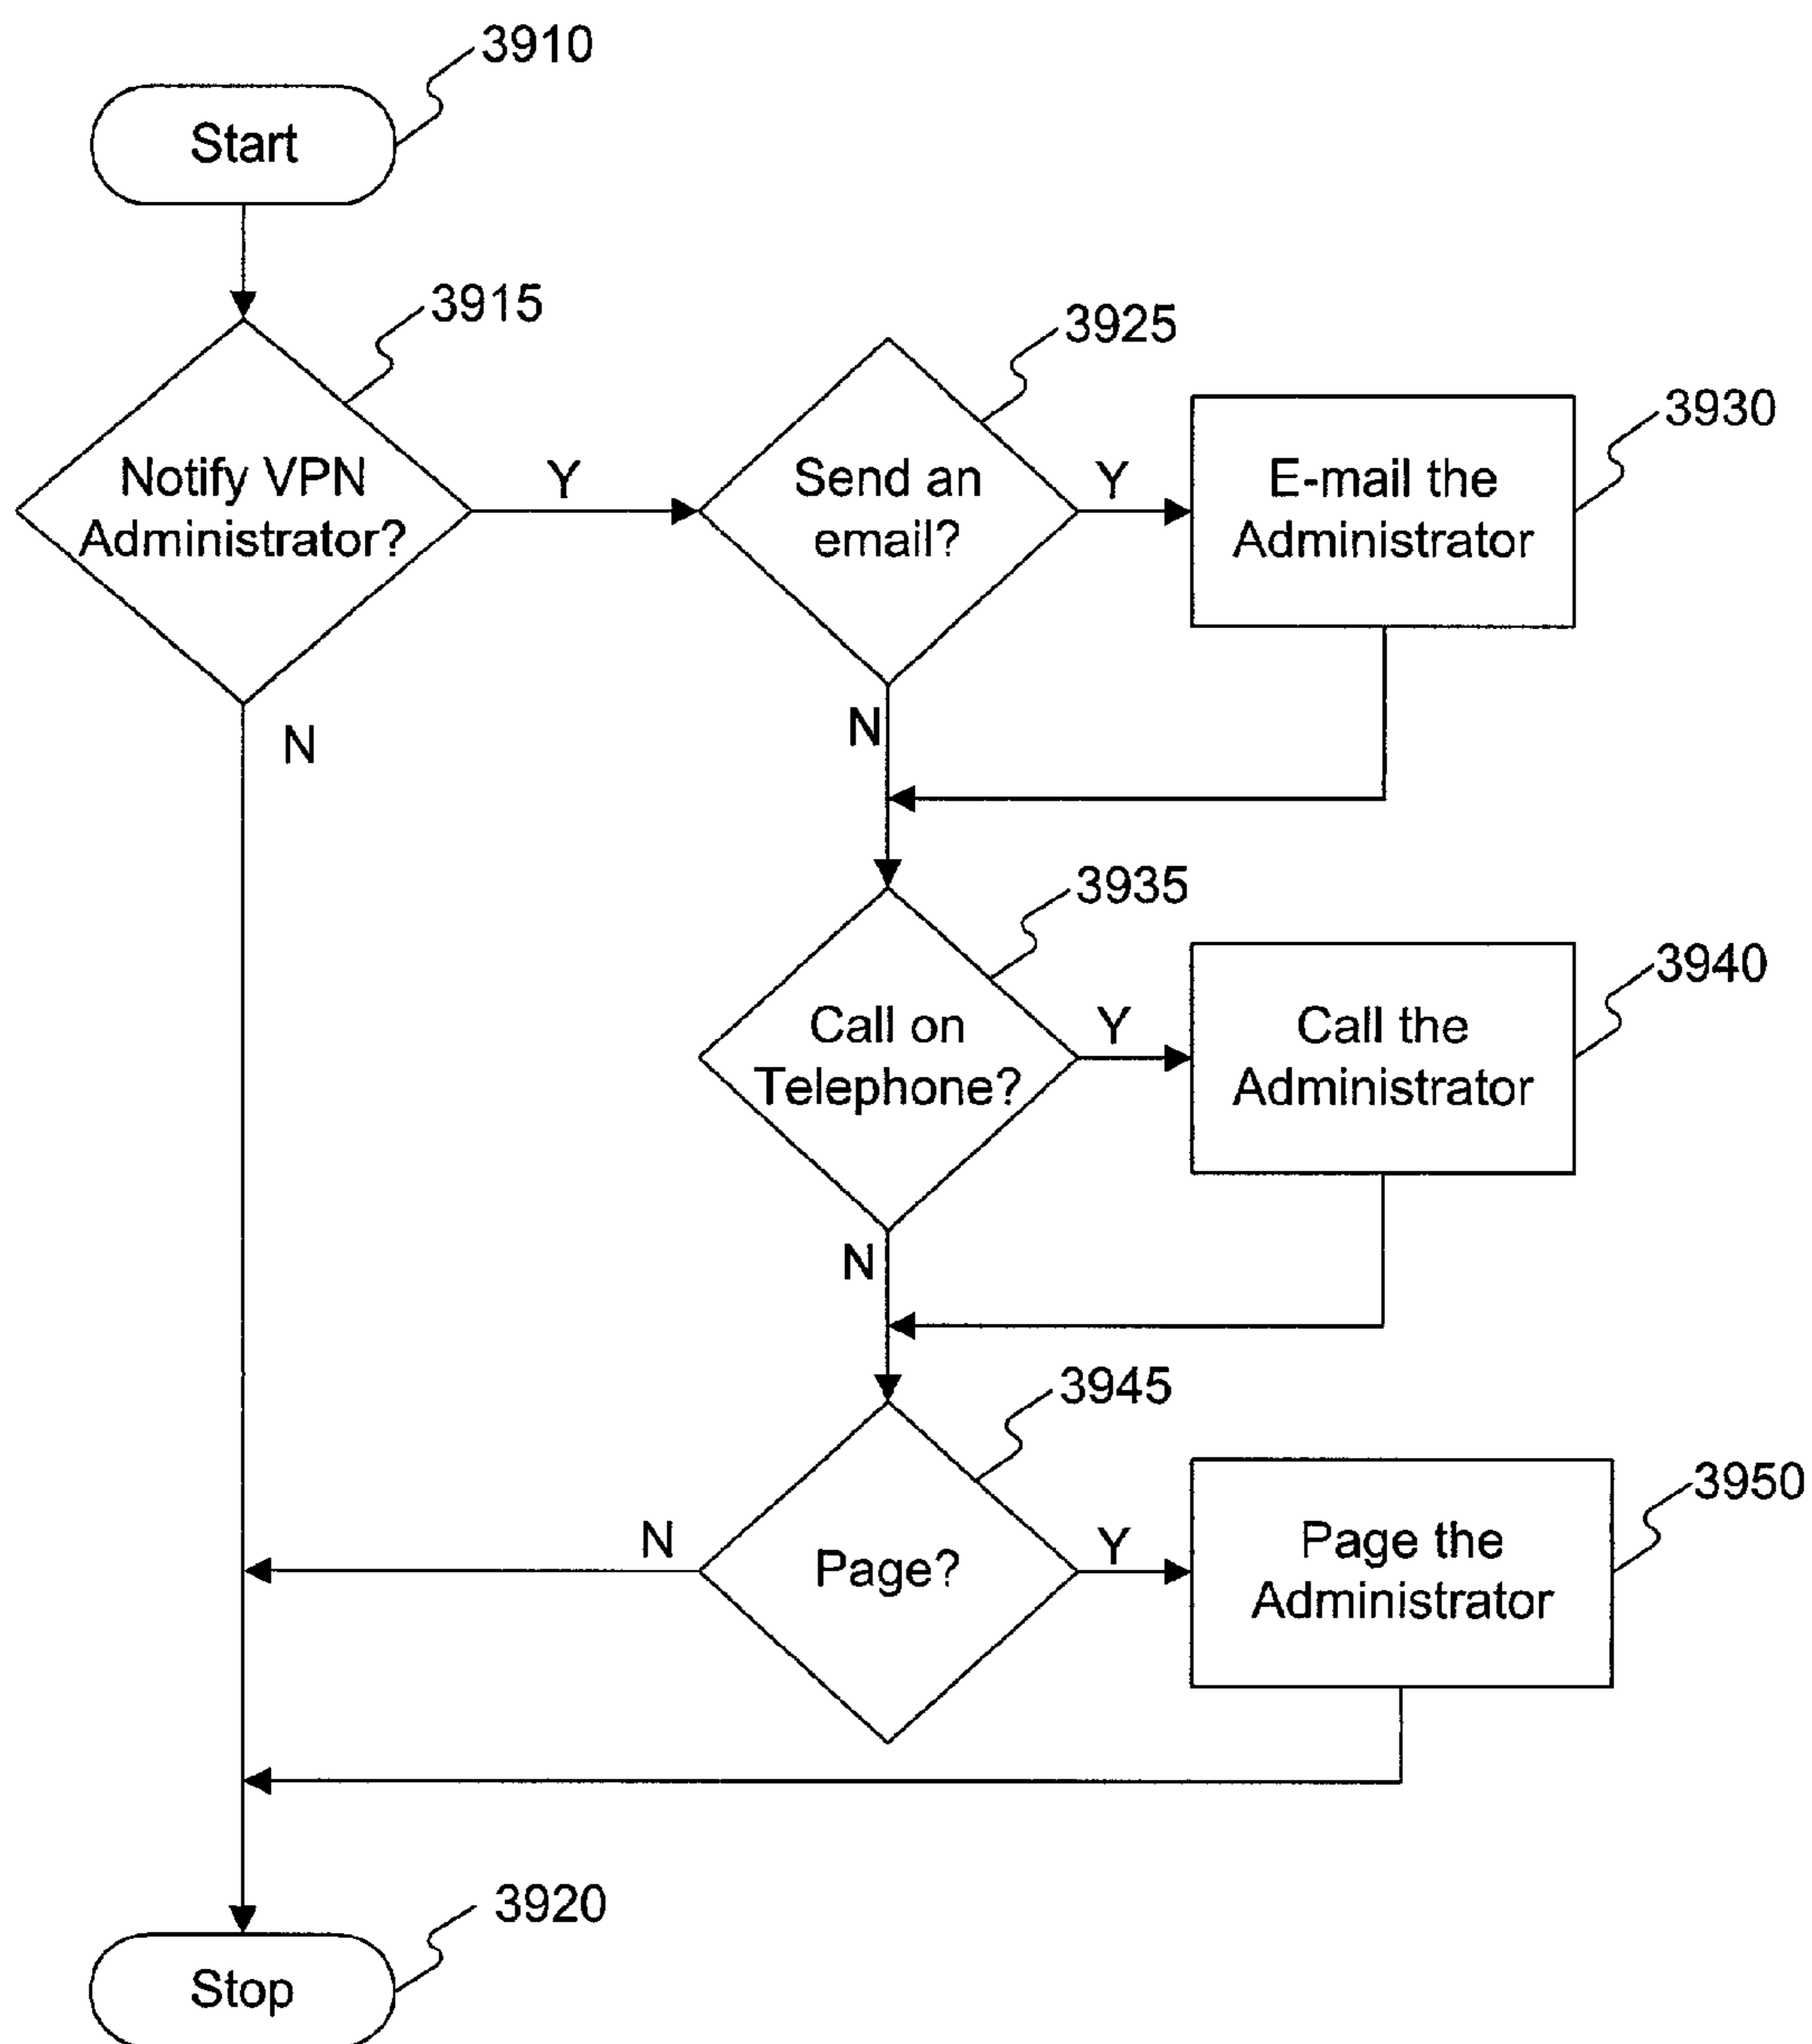 3910
Start
3915
Notify VPN
Administrator?
Y
N
3925
Send an
email?
Y
N
3930
E-mail the
Administrator
3935
Call on
Telephone?
Y
N
3940
Call the
Administrator
3945
Page?
N
Y
3950
Page the
Administrator
3920
Stop